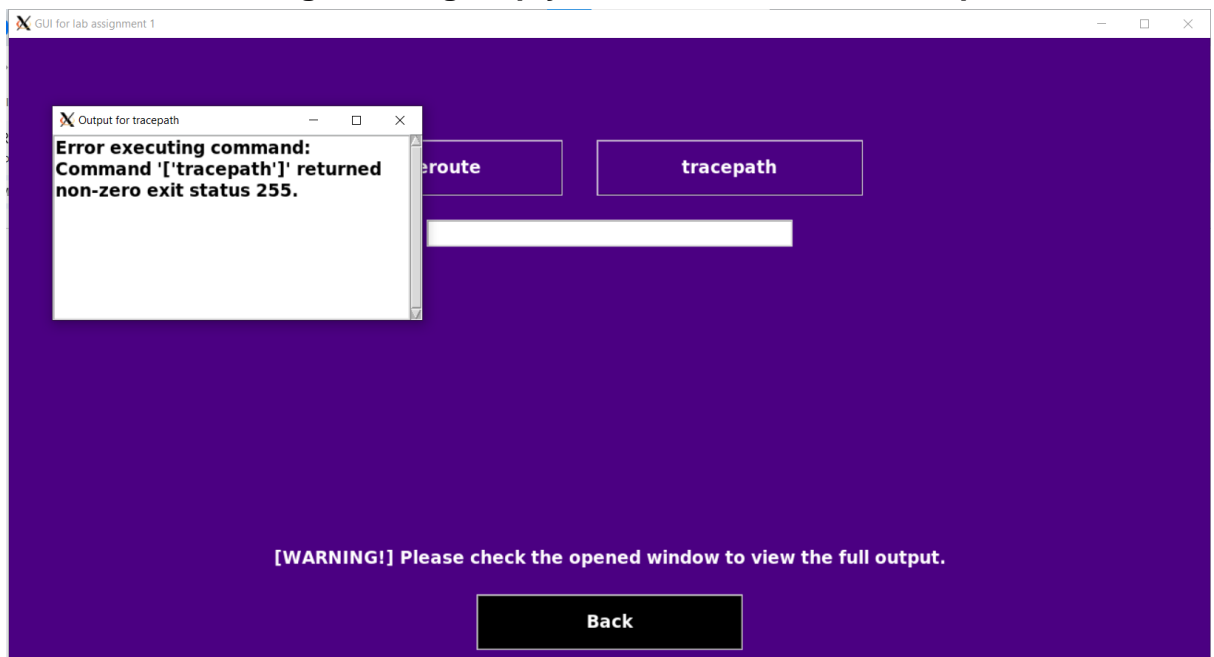 GUI for lab assignment 1
Output for tracepath
Error executing command:
Command '['tracepath']' returned
non-zero exit status 255.
eroute
tracepath
[WARNING!] Please check the opened window to view the full output.
Back